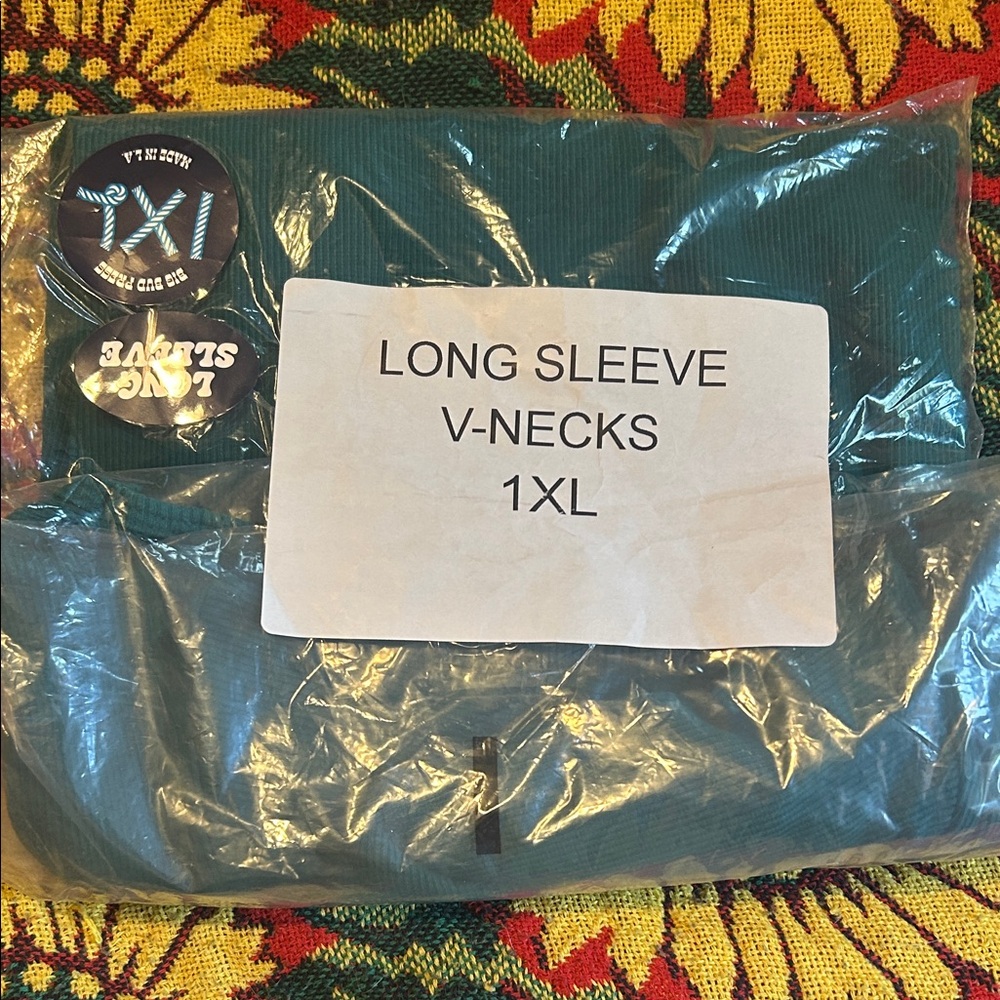 MADE IN L.A.
1XL
BIG BUD PRESS
LONG
SLEEVE
LONG SLEEVE
V-NECKS
1XL